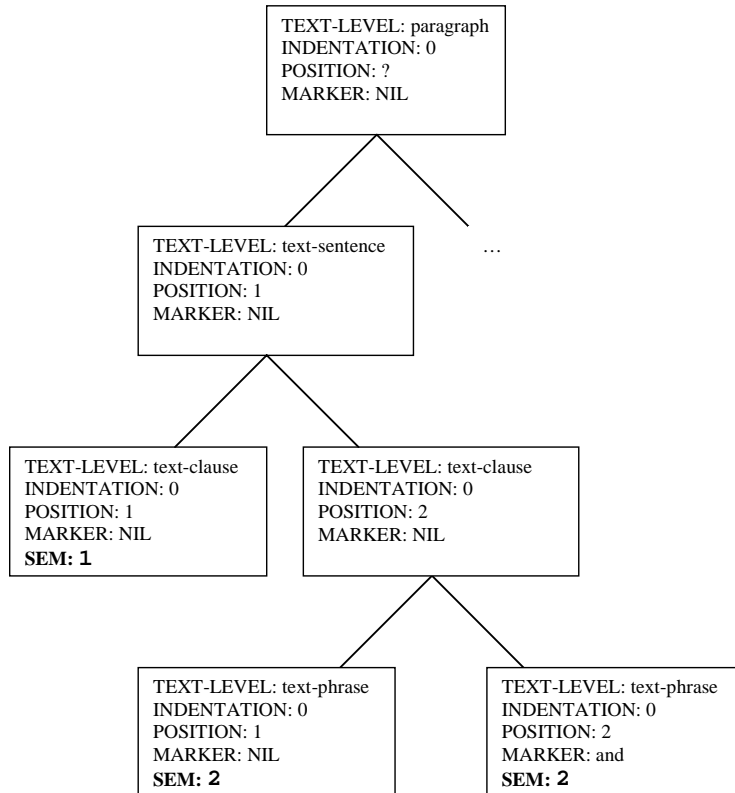 TEXT-LEVEL: paragraph
INDENTATION: 0
POSITION: ?
MARKER: NIL
TEXT-LEVEL: text-sentence
INDENTATION: 0
POSITION: 1
MARKER: NIL
…
TEXT-LEVEL: text-clause
INDENTATION: 0
POSITION: 1
MARKER: NIL
SEM: 1
TEXT-LEVEL: text-clause
INDENTATION: 0
POSITION: 2
MARKER: NIL
TEXT-LEVEL: text-phrase
INDENTATION: 0
POSITION: 1
MARKER: NIL
SEM: 2
TEXT-LEVEL: text-phrase
INDENTATION: 0
POSITION: 2
MARKER: and
SEM: 2